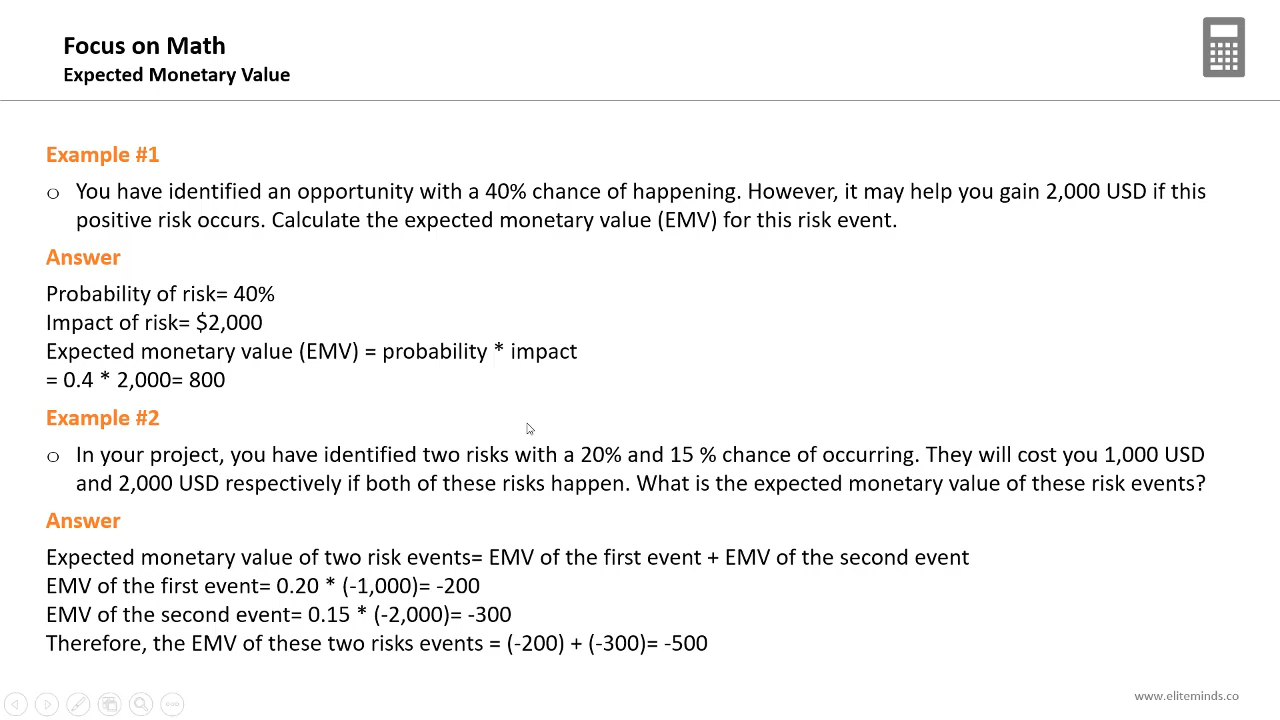 Focus on Math
Expected Monetary Value
Example #1
You have identified an opportunity with a 40% chance of happening. However, it may help you gain 2,000 USD if this
positive risk occurs. Calculate the expected monetary value (EMV) for this risk event.
Answer
Probability of risk= 40%
Impact of risk= $2,000
Expected monetary value (EMV) = probability * impact
= 0.4 * 2,000= 800
Example #2
In your project, you have identified two risks with a 20% and 15 % chance of occurring. They will cost you 1,000 USD
and 2,000 USD respectively if both of these risks happen. What is the expected monetary value of these risk events?
Answer
Expected monetary value of two risk events= EMV of the first event + EMV of the second event
EMV of the first event= 0.20 * (-1,000)= -200
EMV of the second event= 0.15 * (-2,000)= -300
Therefore, the EMV of these two risks events = (-200) + (-300)= -500
www.eliteminds.co